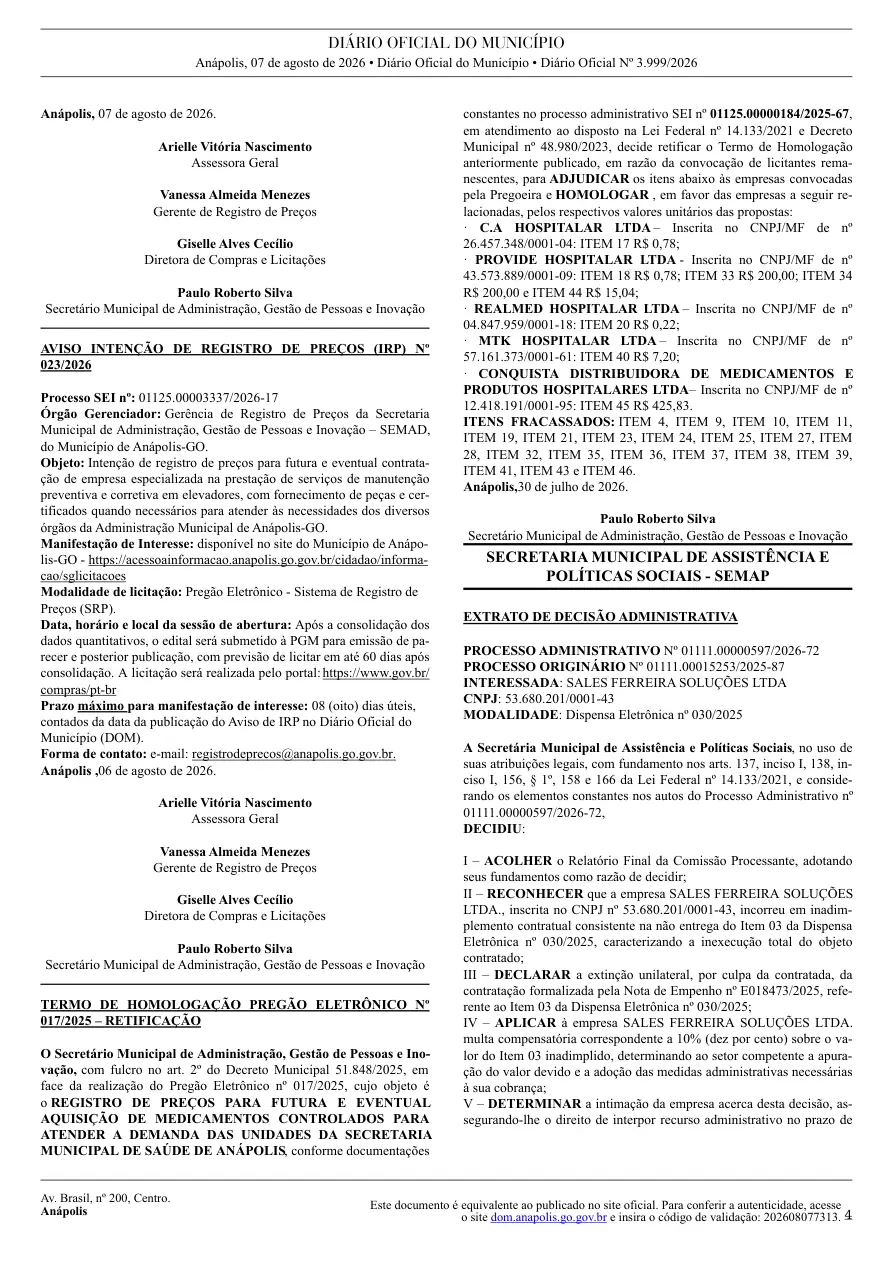 DIÁRIO OFICIAL DO MUNICÍPIO
Anápolis, 07 de agosto de 2026 • Diário Oficial do Município • Diário Oficial Nº 3.999/2026
Anápolis, 07 de agosto de 2026.
Arielle Vitória Nascimento
Assessora Geral
Vanessa Almeida Menezes
Gerente de Registro de Preços
Giselle Alves Cecílio
Diretora de Compras e Licitações
Paulo Roberto Silva
Secretário Municipal de Administração, Gestão de Pessoas e Inovação
AVISO INTENÇÃO DE REGISTRO DE PREÇOS (IRP) Nº
023/2026
Processo SEI nº: 01125.00003337/2026-17
Órgão Gerenciador: Gerência de Registro de Preços da Secretaria
Municipal de Administração, Gestão de Pessoas e Inovação – SEMAD,
do Município de Anápolis-GO.
Objeto: Intenção de registro de preços para futura e eventual contrata-
ção de empresa especializada na prestação de serviços de manutenção
preventiva e corretiva em elevadores, com fornecimento de peças e cer-
tificados quando necessários para atender às necessidades dos diversos
órgãos da Administração Municipal de Anápolis-GO.
Manifestação de Interesse: disponível no site do Município de Anápo-
lis-GO - https://acessoainformacao.anapolis.go.gov.br/cidadao/informa-
cao/sglicitacoes
Modalidade de licitação: Pregão Eletrônico - Sistema de Registro de
Preços (SRP).
Data, horário e local da sessão de abertura: Após a consolidação dos
dados quantitativos, o edital será submetido à PGM para emissão de pa-
recer e posterior publicação, com previsão de licitar em até 60 dias após
consolidação. A licitação será realizada pelo portal: https://www.gov.br/
compras/pt-br
Prazo máximo para manifestação de interesse: 08 (oito) dias úteis,
contados da data da publicação do Aviso de IRP no Diário Oficial do
Município (DOM).
Forma de contato: e-mail: registrodeprecos@anapolis.go.gov.br.
Anápolis ,06 de agosto de 2026.
Arielle Vitória Nascimento
Assessora Geral
Vanessa Almeida Menezes
Gerente de Registro de Preços
Giselle Alves Cecílio
Diretora de Compras e Licitações
Paulo Roberto Silva
Secretário Municipal de Administração, Gestão de Pessoas e Inovação
TERMO DE HOMOLOGAÇÃO PREGÃO ELETRÔNICO Nº
017/2025 – RETIFICAÇÃO
O Secretário Municipal de Administração, Gestão de Pessoas e Ino-
vação, com fulcro no art. 2º do Decreto Municipal 51.848/2025, em
face da realização do Pregão Eletrônico nº 017/2025, cujo objeto é
o REGISTRO DE PREÇOS PARA FUTURA E EVENTUAL
AQUISIÇÃO DE MEDICAMENTOS CONTROLADOS PARA
ATENDER A DEMANDA DAS UNIDADES DA SECRETARIA
MUNICIPAL DE SAÚDE DE ANÁPOLIS, conforme documentações
constantes no processo administrativo SEI nº 01125.00000184/2025-67,
em atendimento ao disposto na Lei Federal nº 14.133/2021 e Decreto
Municipal nº 48.980/2023, decide retificar o Termo de Homologação
anteriormente publicado, em razão da convocação de licitantes rema-
nescentes, para ADJUDICAR os itens abaixo às empresas convocadas
pela Pregoeira e HOMOLOGAR , em favor das empresas a seguir re-
lacionadas, pelos respectivos valores unitários das propostas:
· C.A HOSPITALAR LTDA – Inscrita no CNPJ/MF de nº
26.457.348/0001-04: ITEM 17 R$ 0,78;
· PROVIDE HOSPITALAR LTDA - Inscrita no CNPJ/MF de nº
43.573.889/0001-09: ITEM 18 R$ 0,78; ITEM 33 R$ 200,00; ITEM 34
R$ 200,00 e ITEM 44 R$ 15,04;
· REALMED HOSPITALAR LTDA – Inscrita no CNPJ/MF de nº
04.847.959/0001-18: ITEM 20 R$ 0,22;
· MTK HOSPITALAR LTDA – Inscrita no CNPJ/MF de nº
57.161.373/0001-61: ITEM 40 R$ 7,20;
· CONQUISTA DISTRIBUIDORA DE MEDICAMENTOS E
PRODUTOS HOSPITALARES LTDA– Inscrita no CNPJ/MF de nº
12.418.191/0001-95: ITEM 45 R$ 425,83.
ITENS FRACASSADOS: ITEM 4, ITEM 9, ITEM 10, ITEM 11,
ITEM 19, ITEM 21, ITEM 23, ITEM 24, ITEM 25, ITEM 27, ITEM
28, ITEM 32, ITEM 35, ITEM 36, ITEM 37, ITEM 38, ITEM 39,
ITEM 41, ITEM 43 e ITEM 46.
Anápolis,30 de julho de 2026.
Paulo Roberto Silva
Secretário Municipal de Administração, Gestão de Pessoas e Inovação
SECRETARIA MUNICIPAL DE ASSISTÊNCIA E
POLÍTICAS SOCIAIS - SEMAP
EXTRATO DE DECISÃO ADMINISTRATIVA
PROCESSO ADMINISTRATIVO Nº 01111.00000597/2026-72
PROCESSO ORIGINÁRIO Nº 01111.00015253/2025-87
INTERESSADA: SALES FERREIRA SOLUÇÕES LTDA
CNPJ: 53.680.201/0001-43
MODALIDADE: Dispensa Eletrônica nº 030/2025
A Secretária Municipal de Assistência e Políticas Sociais, no uso de
suas atribuições legais, com fundamento nos arts. 137, inciso I, 138, in-
ciso I, 156, § 1º, 158 e 166 da Lei Federal nº 14.133/2021, e conside-
rando os elementos constantes nos autos do Processo Administrativo nº
01111.00000597/2026-72,
DECIDIU:
I – ACOLHER o Relatório Final da Comissão Processante, adotando
seus fundamentos como razão de decidir;
II – RECONHECER que a empresa SALES FERREIRA SOLUÇÕES
LTDA., inscrita no CNPJ nº 53.680.201/0001-43, incorreu em inadim-
plemento contratual consistente na não entrega do Item 03 da Dispensa
Eletrônica nº 030/2025, caracterizando a inexecução total do objeto
contratado;
III – DECLARAR a extinção unilateral, por culpa da contratada, da
contratação formalizada pela Nota de Empenho nº E018473/2025, refe-
rente ao Item 03 da Dispensa Eletrônica nº 030/2025;
IV – APLICAR à empresa SALES FERREIRA SOLUÇÕES LTDA.
multa compensatória correspondente a 10% (dez por cento) sobre o va-
lor do Item 03 inadimplido, determinando ao setor competente a apura-
ção do valor devido e a adoção das medidas administrativas necessárias
à sua cobrança;
V – DETERMINAR a intimação da empresa acerca desta decisão, as-
segurando-lhe o direito de interpor recurso administrativo no prazo de
Av. Brasil, nº 200, Centro.
Anápolis
Este documento é equivalente ao publicado no site oficial. Para conferir a autenticidade, acesse
o site dom.anapolis.go.gov.br e insira o código de validação: 202608077313. 4